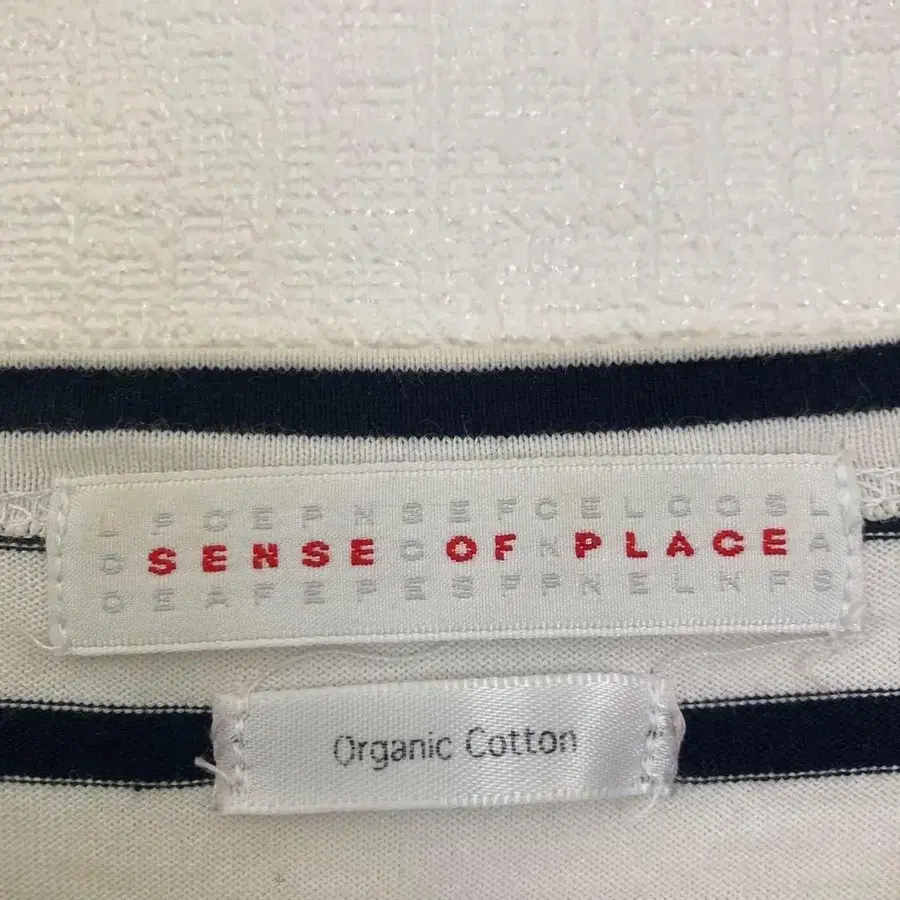 L P C E P N S E F C E L C O S L
C SENSE C OF N PLACE A
O E A F E P E S F P N E L N F S
Organic Cotton